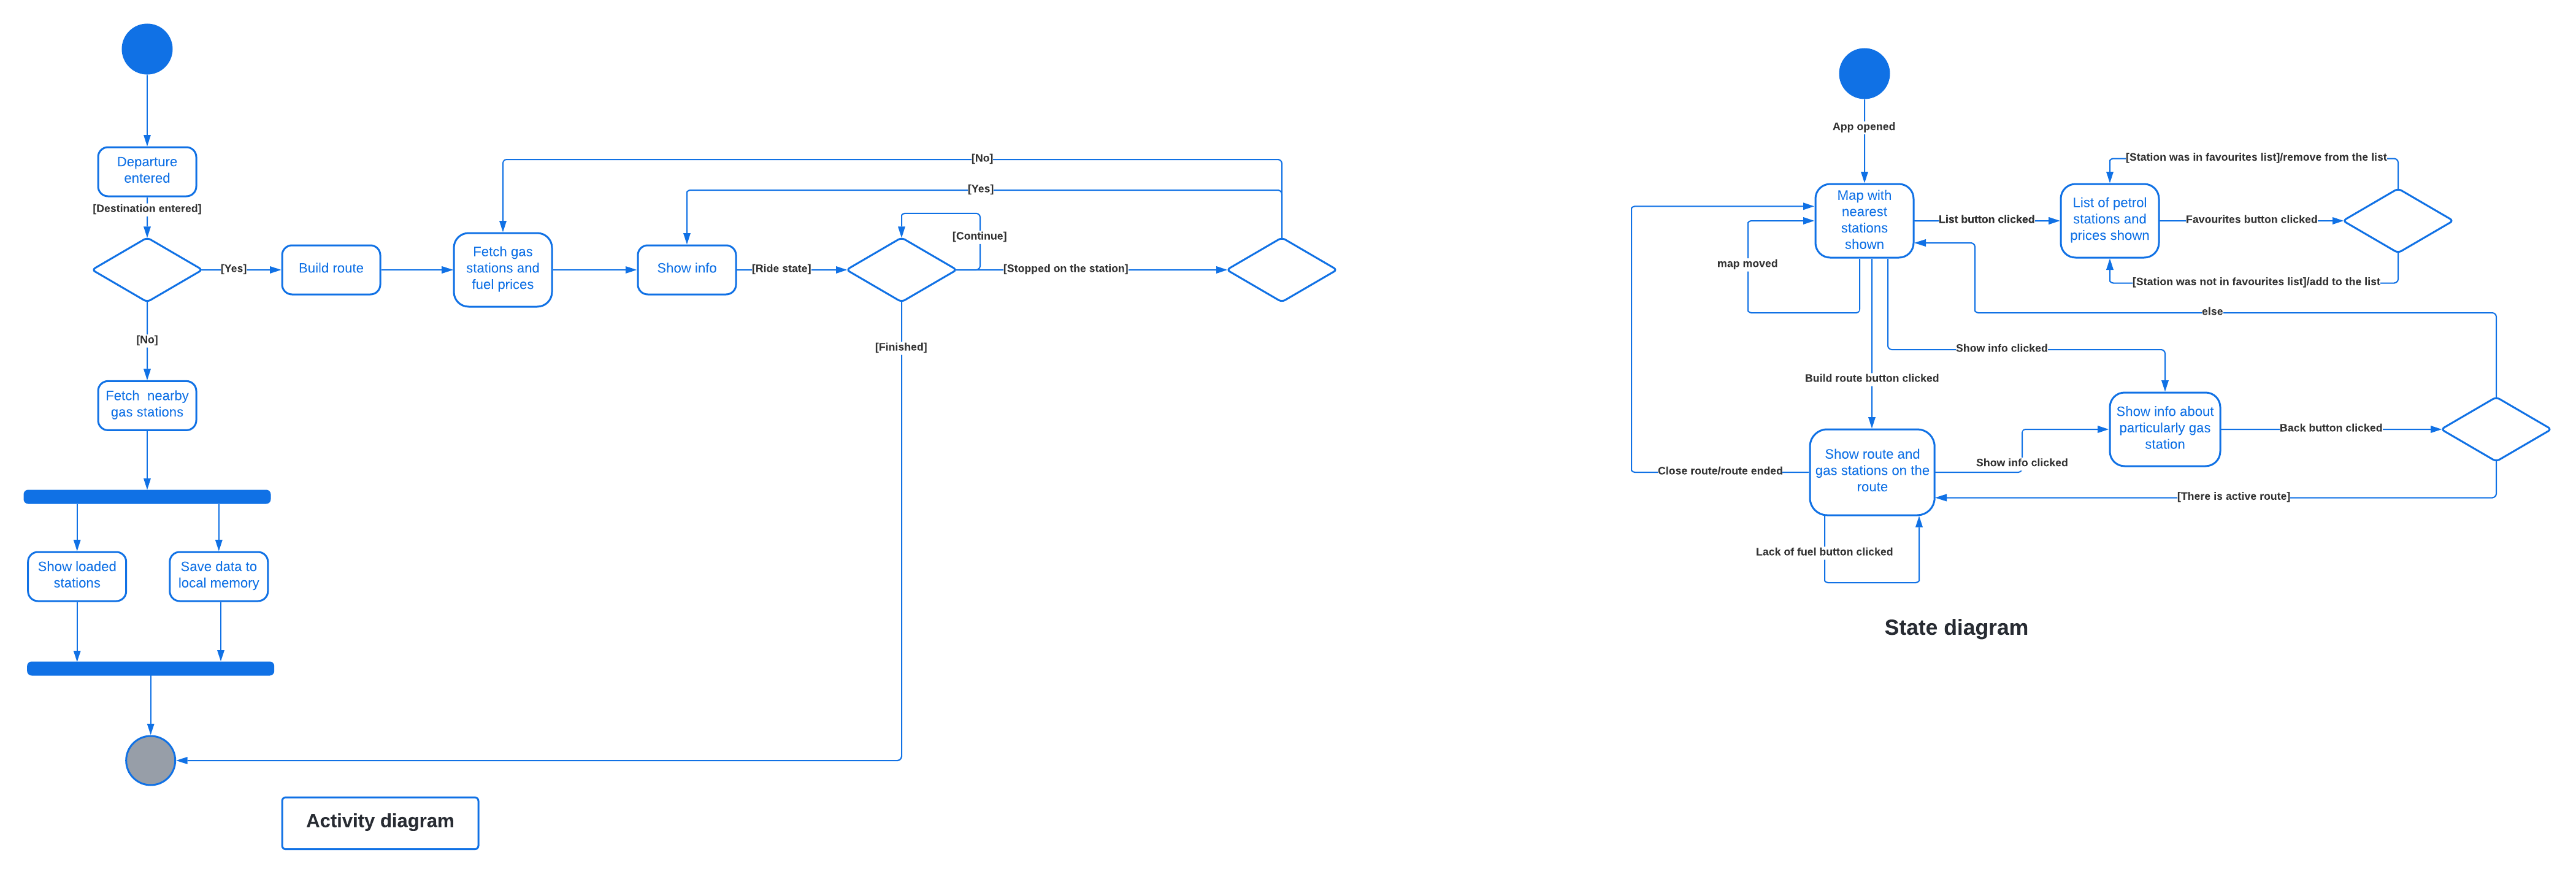 Departure
entered
[Destination entered]
[Yes]
Build route
Fetch gas
stations and
fuel prices
Show info
[Ride state]
[Continue]
[Stopped on the station]
[No]
[Yes]
[Finished]
[No]
Fetch  nearby
gas stations
Show loaded
stations
Save data to
local memory
Activity diagram
App opened
Map with
nearest
stations
shown
List button clicked
List of petrol
stations and
prices shown
Favourites button clicked
[Station was in favourites list]/remove from the list
[Station was not in favourites list]/add to the list
map moved
else
Show info clicked
Build route button clicked
Show info about
particularly gas
station
Back button clicked
Show route and
gas stations on the
route
Close route/route ended
Show info clicked
[There is active route]
Lack of fuel button clicked
State diagram